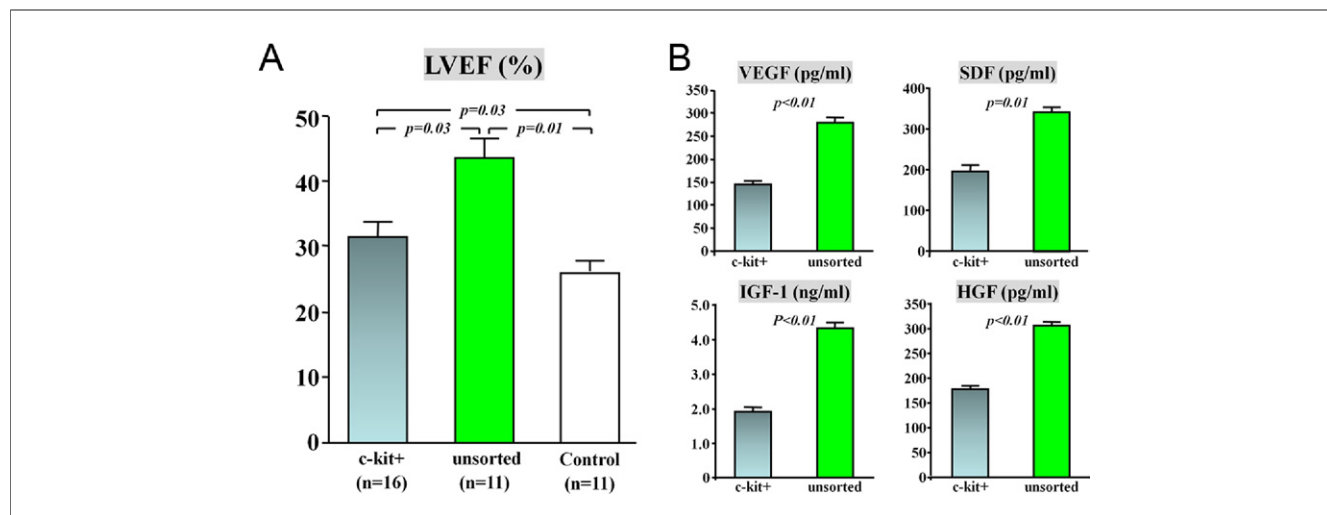 A
LVEF (%)
p=0.03
p=0.03
p=0.01
50
40
30
20
10
0
c-kit+
unsorted
Control
(n=16)
(n=11)
(n=11)
B
VEGF (pg/ml)
p<0.01
350
300
250
200
150
100
50
0
c-kit+
unsorted
SDF (pg/ml)
p=0.01
400
300
200
100
0
c-kit+
unsorted
IGF-1 (ng/ml)
P<0.01
5.0
4.0
3.0
2.0
1.0
0
c-kit+
unsorted
HGF (pg/ml)
p<0.01
350
300
250
200
150
100
50
0
c-kit+
unsorted